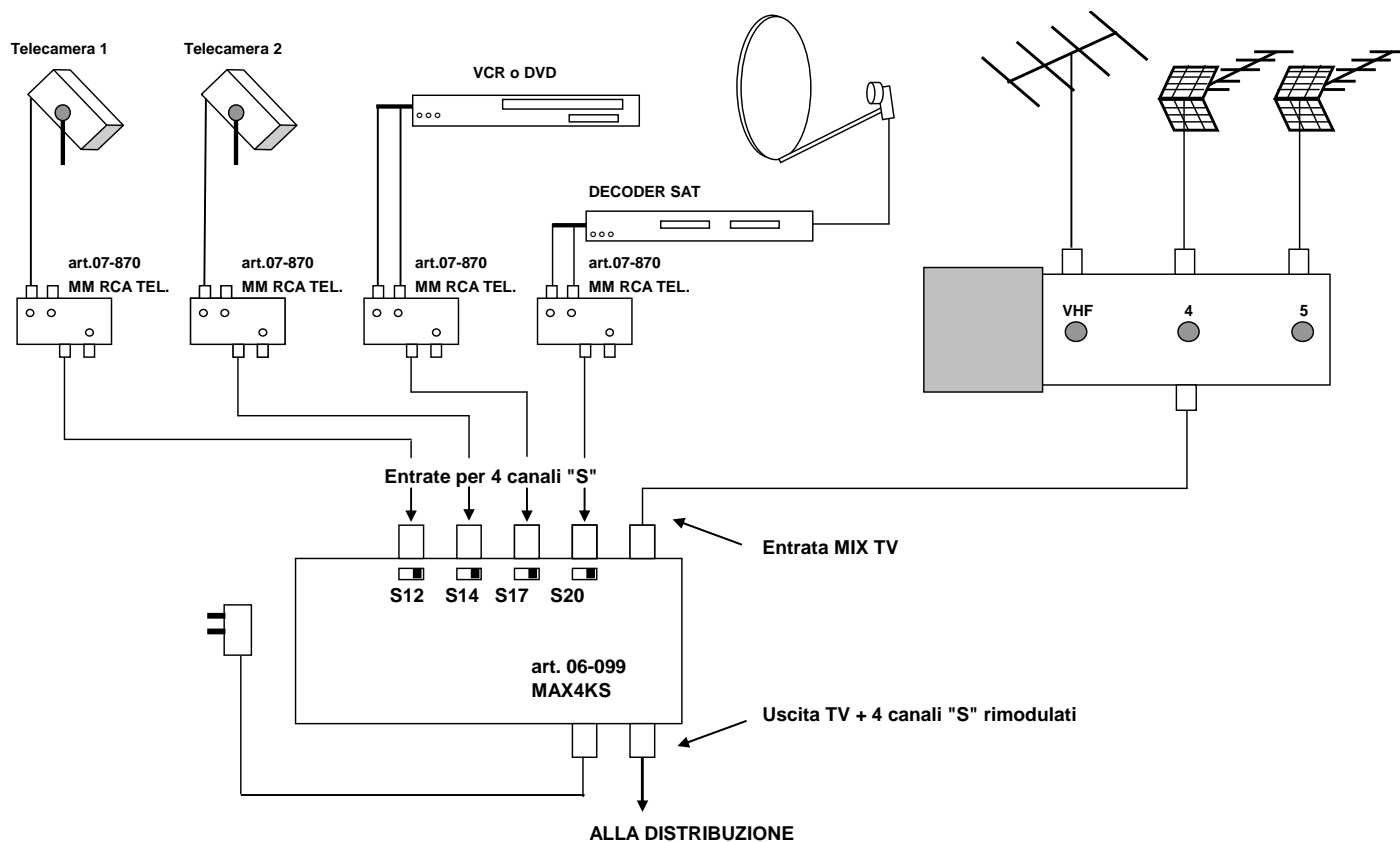 Telecamera 1
Telecamera 2
VCR o DVD
DECODER SAT
art.07-870
MM RCA TEL.
art.07-870
MM RCA TEL.
art.07-870
MM RCA TEL.
art.07-870
MM RCA TEL.
VHF
4
5
Entrate per 4 canali "S"
Entrata MIX TV
S12
S14
S17
S20
art. 06-099
MAX4KS
Uscita TV + 4 canali "S" rimodulati
ALLA DISTRIBUZIONE